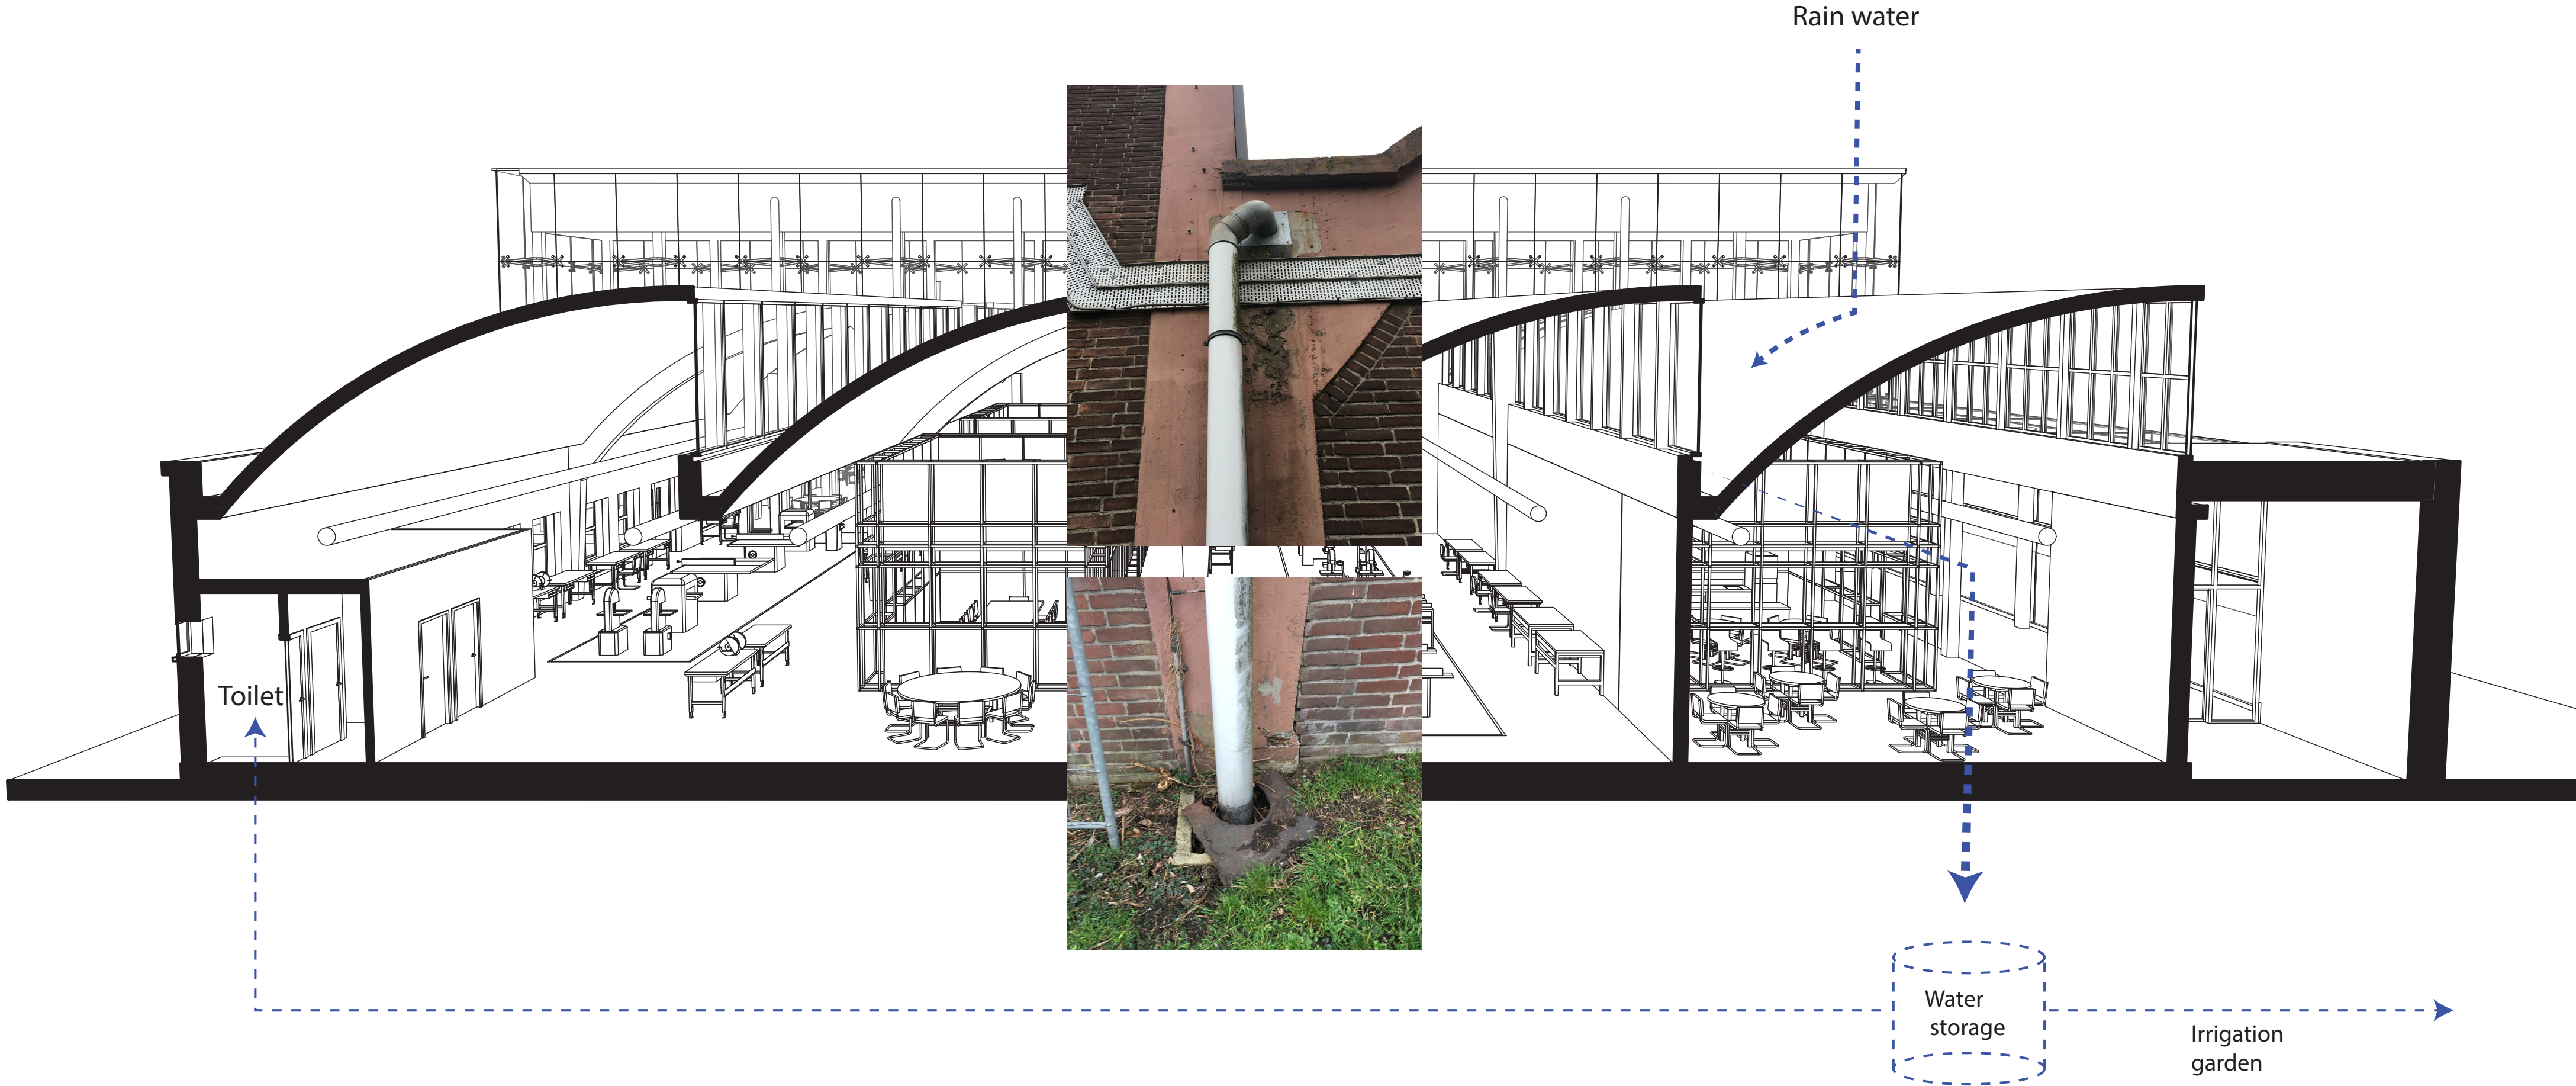 Rain water
Toilet
Water
storage
Irrigation
garden